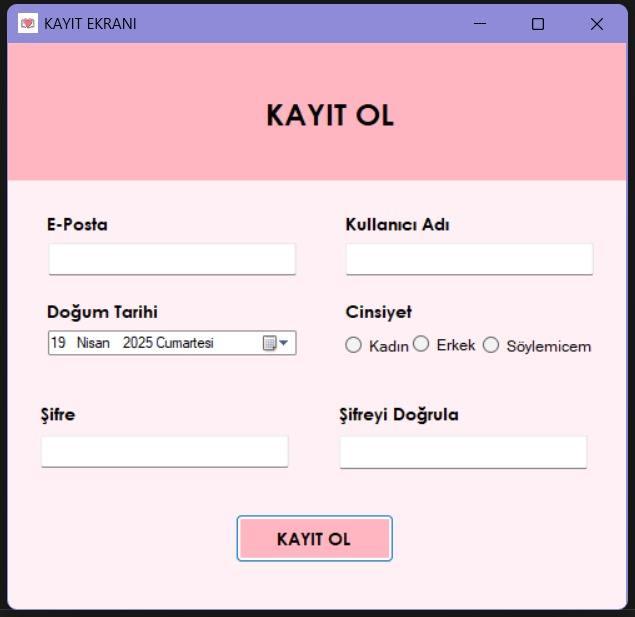 KAYIT EKRANI
KAYIT OL
E-Posta
Kullanıcı Adı
Doğum Tarihi
Cinsiyet
19 Nisan 2025 Cumartesi
Kadın Erkek Söylemicem
Şifre
Şifreyi Doğrula
KAYIT OL